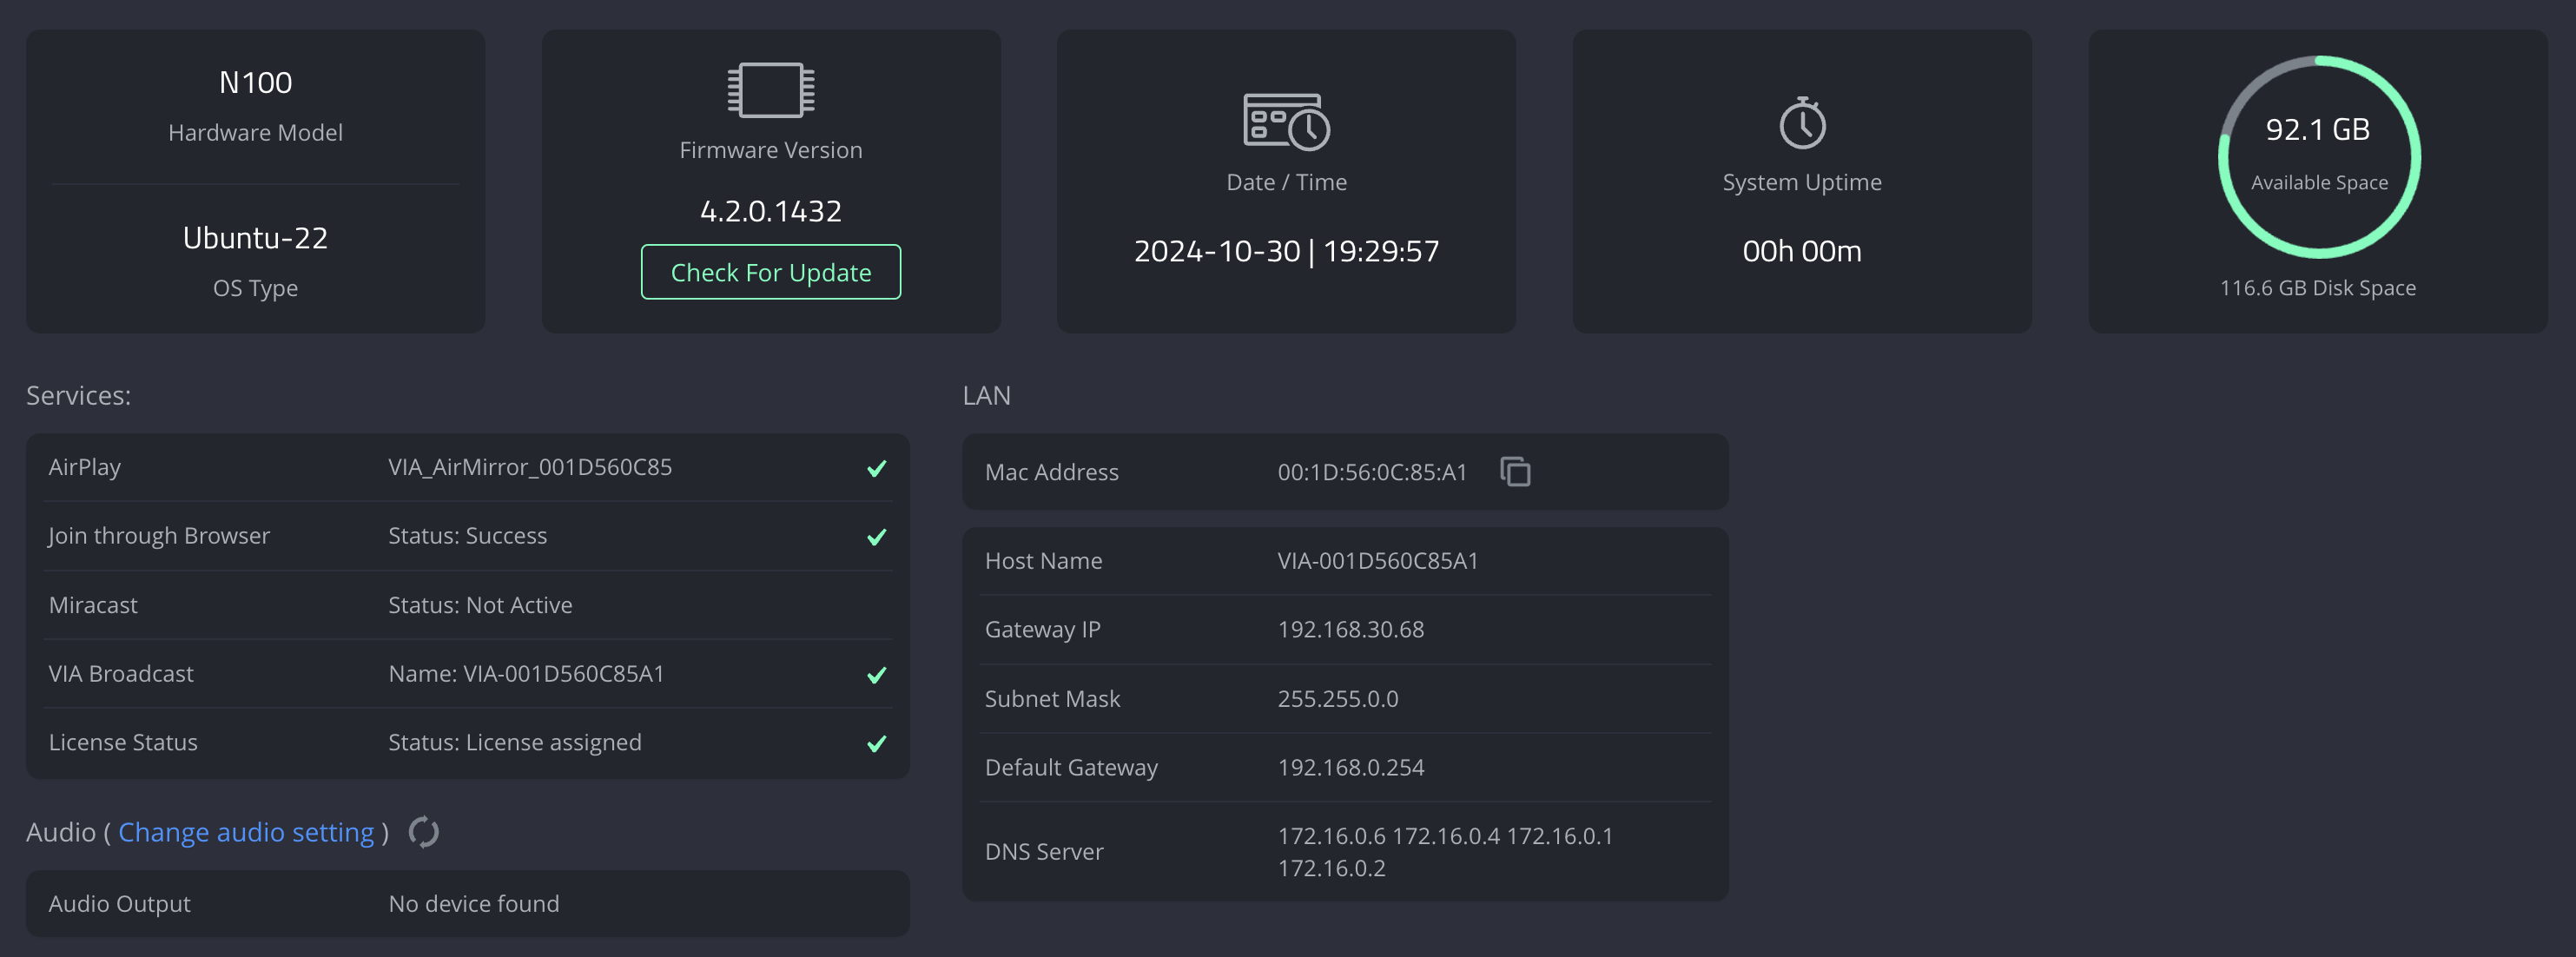 N100
Hardware Model
Ubuntu-22
OS Type
Firmware Version
4.2.0.1432
Check For Update
Date / Time
2024-10-30 | 19:29:57
System Uptime
00h 00m
92.1 GB
Available Space
116.6 GB Disk Space
Services:
AirPlay VIA_AirMirror_001D560C85
Join through Browser Status: Success
Miracast Status: Not Active
VIA Broadcast Name: VIA-001D560C85A1
License Status Status: License assigned
Audio ( Change audio setting )
Audio Output No device found
LAN
Mac Address 00:1D:56:0C:85:A1
Host Name VIA-001D560C85A1
Gateway IP 192.168.30.68
Subnet Mask 255.255.0.0
Default Gateway 192.168.0.254
DNS Server 172.16.0.6 172.16.0.4 172.16.0.1
172.16.0.2